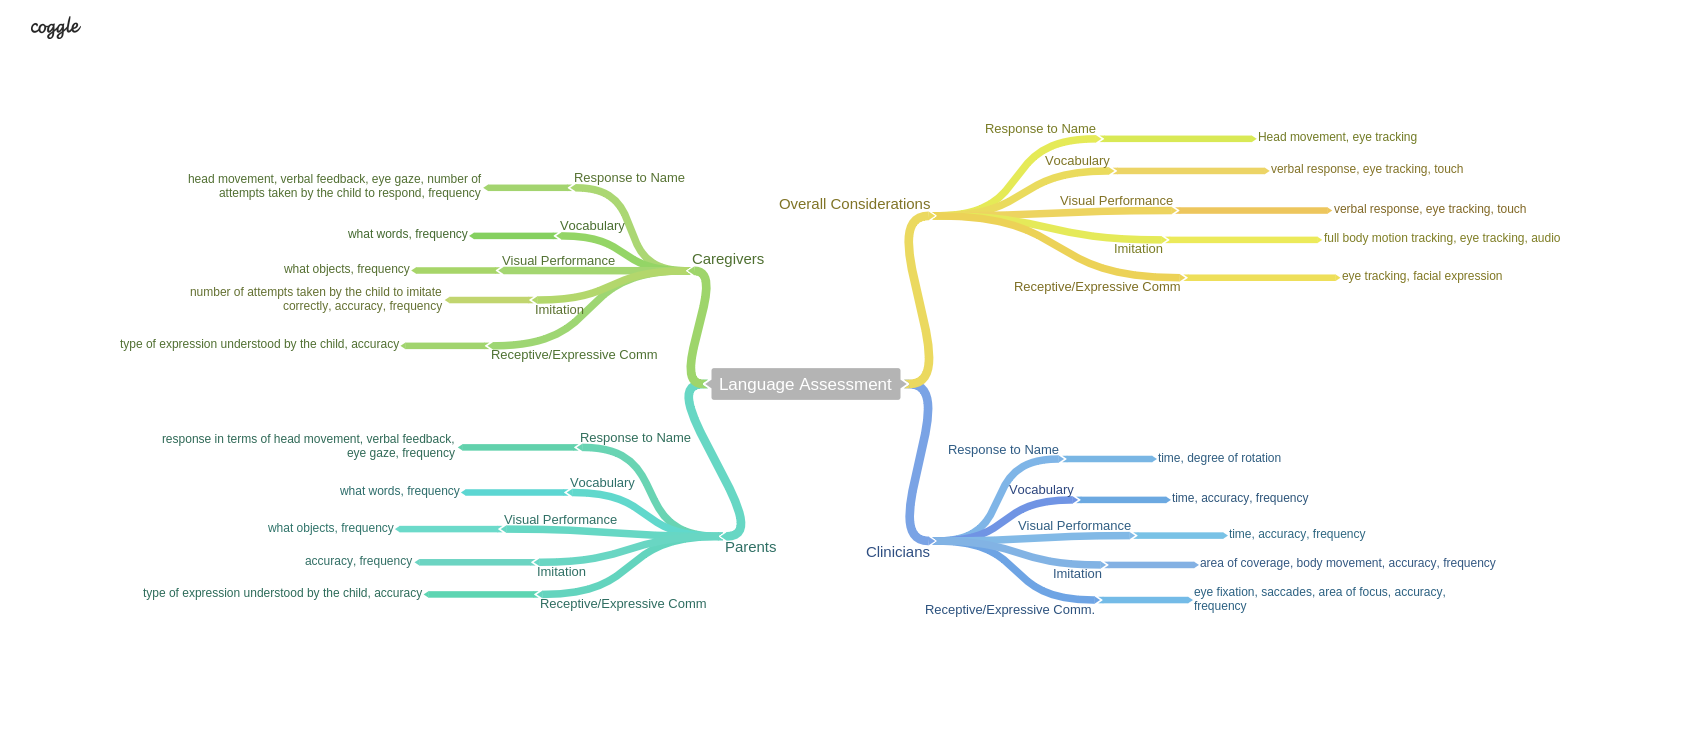 coggle
Language Assessment
Overall Considerations
Response to Name
Head movement, eye tracking
Vocabulary
verbal response, eye tracking, touch
Visual Performance
verbal response, eye tracking, touch
Imitation
full body motion tracking, eye tracking, audio
Receptive/Expressive Comm
eye tracking, facial expression
Clinicians
Response to Name
time, degree of rotation
Vocabulary
time, accuracy, frequency
Visual Performance
time, accuracy, frequency
Imitation
area of coverage, body movement, accuracy, frequency
Receptive/Expressive Comm.
eye fixation, saccades, area of focus, accuracy,
frequency
Caregivers
Response to Name
head movement, verbal feedback, eye gaze, number of
attempts taken by the child to respond, frequency
Vocabulary
what words, frequency
Visual Performance
what objects, frequency
Imitation
number of attempts taken by the child to imitate
correctly, accuracy, frequency
Receptive/Expressive Comm
type of expression understood by the child, accuracy
Parents
Response to Name
response in terms of head movement, verbal feedback,
eye gaze, frequency
Vocabulary
what words, frequency
Visual Performance
what objects, frequency
Imitation
accuracy, frequency
Receptive/Expressive Comm
type of expression understood by the child, accuracy